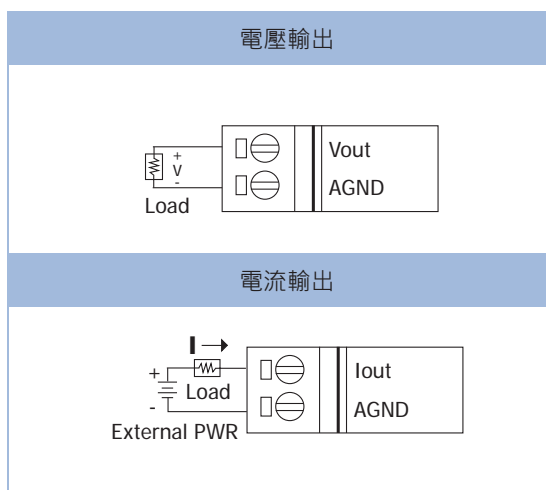 電壓輸出
+
V
-
Load
Vout
AGND
電流輸出
I
+
-
Load
External PWR
Iout
AGND